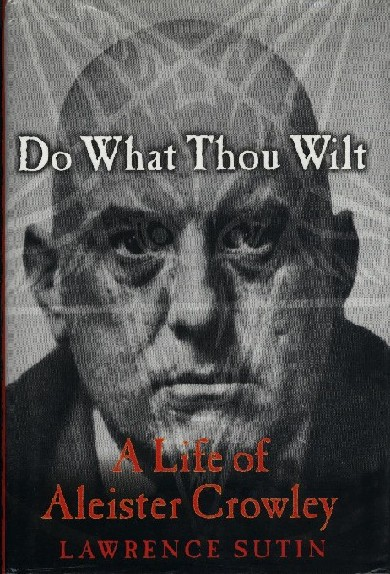 Do What Thou Wilt
A Life of
Aleister Crowley
LAWRENCE SUTIN